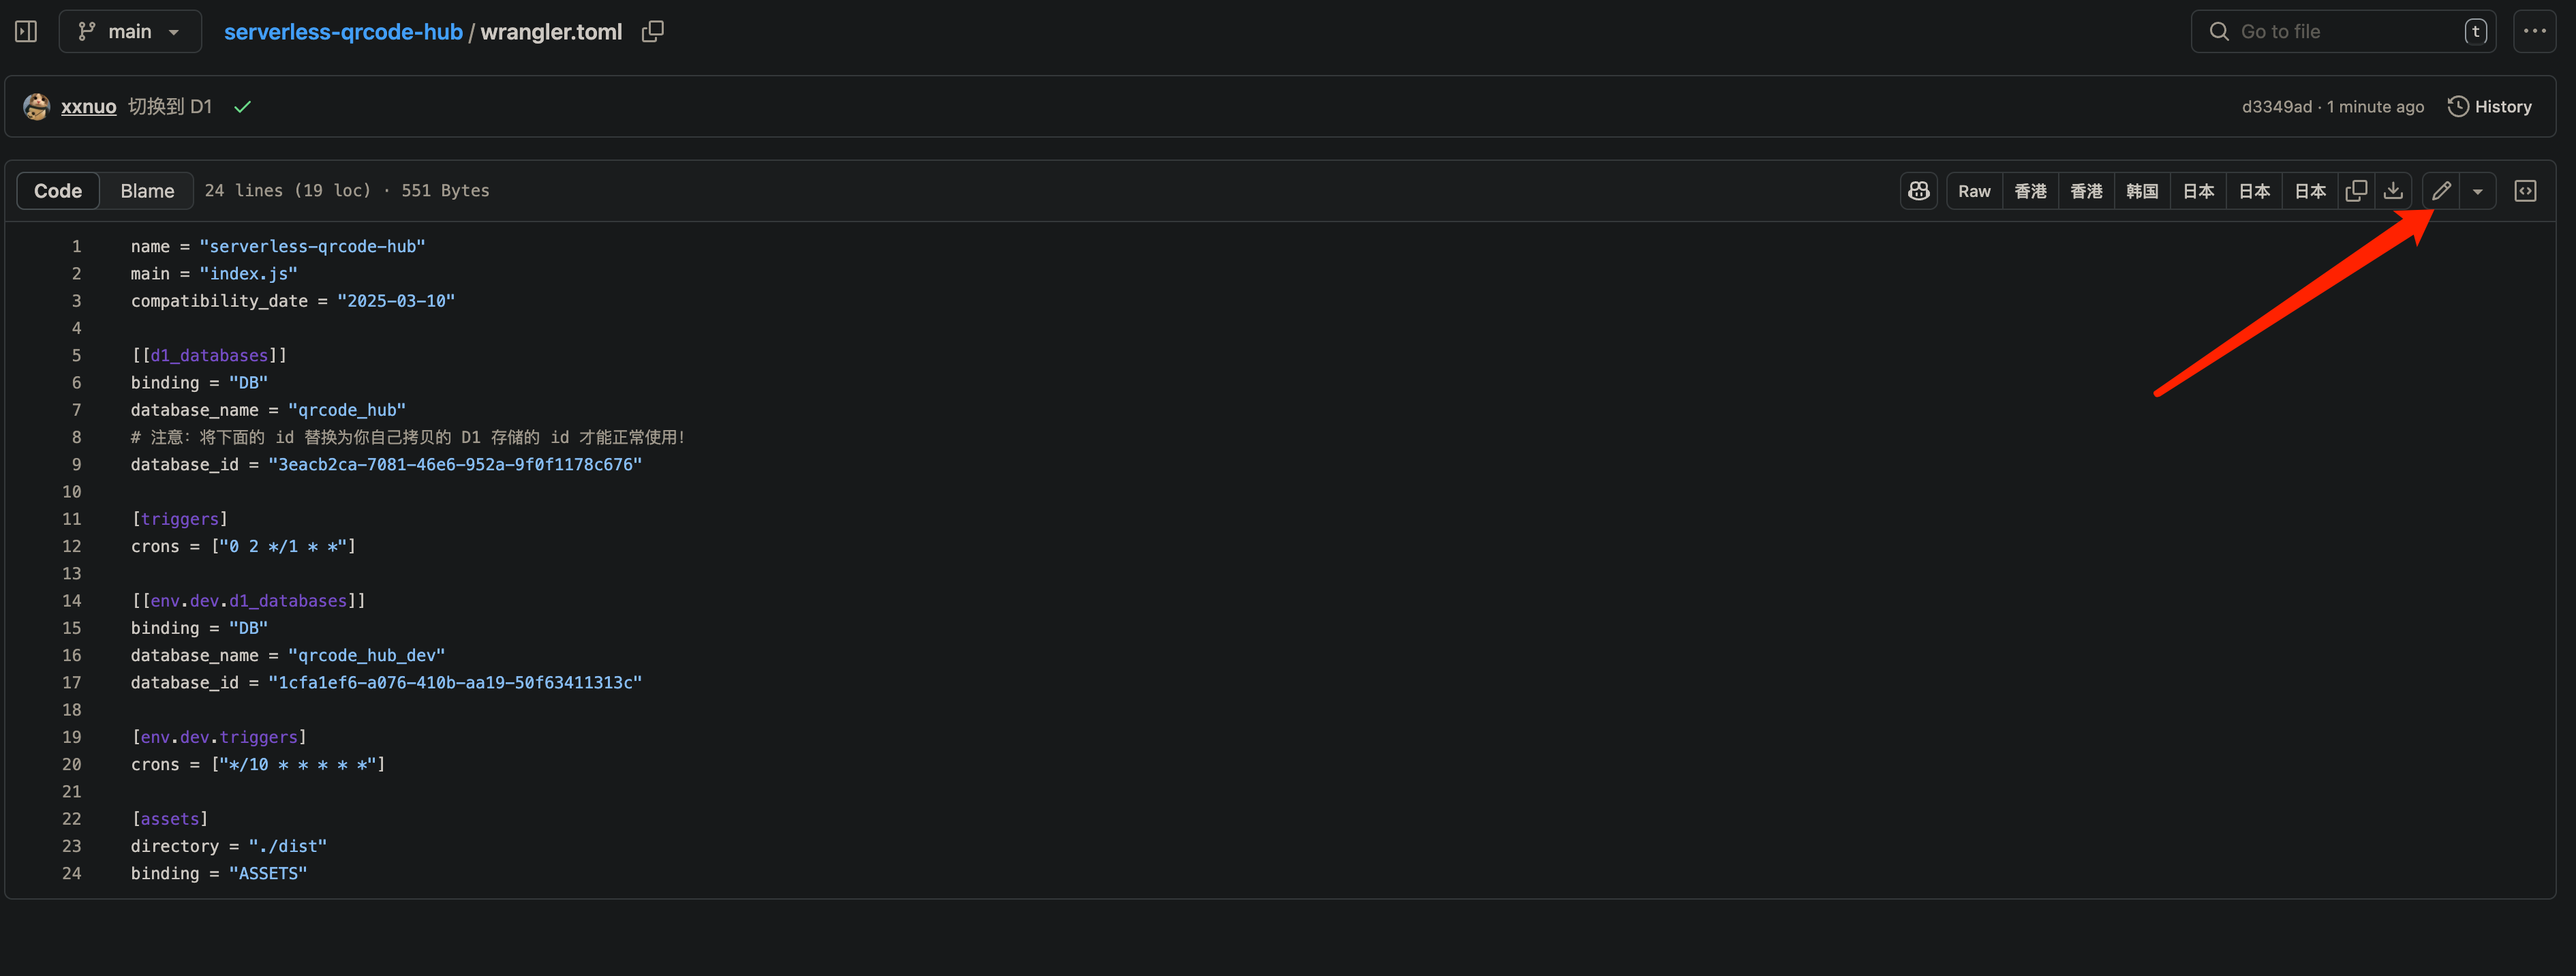 main
serverless-qrcode-hub / wrangler.toml
Go to file
t
xxnuo 切换到 D1
d3349ad · 1 minute ago
History
Code
Blame
24 lines (19 loc) · 551 Bytes
Raw 香港 香港 韩国 日本 日本 日本
1 name = "serverless-qrcode-hub"
2 main = "index.js"
3 compatibility_date = "2025-03-10"
4
5 [[d1_databases]]
6 binding = "DB"
7 database_name = "qrcode_hub"
8 # 注意：将下面的 id 替换为你自己拷贝的 D1 存储的 id 才能正常使用！
9 database_id = "3eacb2ca-7081-46e6-952a-9f0f1178c676"
10
11 [triggers]
12 crons = ["0 2 */1 * *"]
13
14 [[env.dev.d1_databases]]
15 binding = "DB"
16 database_name = "qrcode_hub_dev"
17 database_id = "1cfa1ef6-a076-410b-aa19-50f63411313c"
18
19 [env.dev.triggers]
20 crons = ["*/10 * * * * *"]
21
22 [assets]
23 directory = "./dist"
24 binding = "ASSETS"